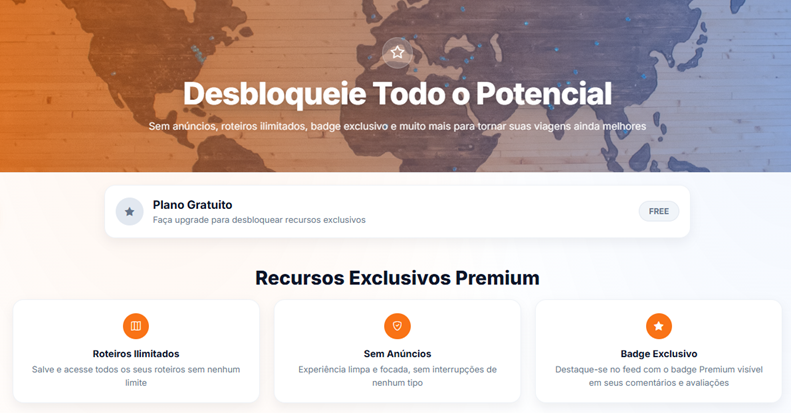 Desbloqueie Todo o Potencial
Sem anúncios, roteiros ilimitados, badge exclusivo e muito mais para tornar suas viagens ainda melhores
Plano Gratuito
Faça upgrade para desbloquear recursos exclusivos
FREE
Recursos Exclusivos Premium
Roteiros Ilimitados
Salve e acesse todos os seus roteiros sem nenhum
limite
Sem Anúncios
Experiência limpa e focada, sem interrupções de
nenhum tipo
Badge Exclusivo
Destaque-se no feed com o badge Premium visível
em seus comentários e avaliações